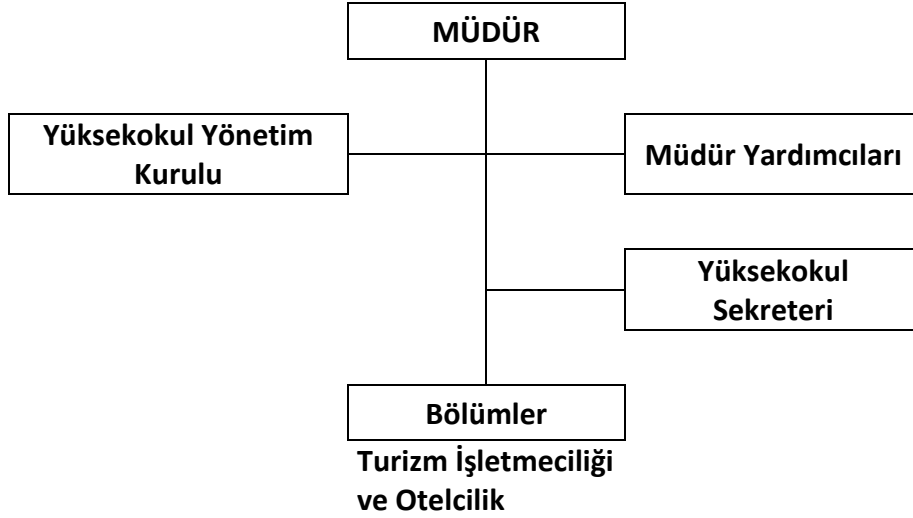 MÜDÜR
Yüksekokul Yönetim
Kurulu
Müdür Yardımcıları
Yüksekokul
Sekreteri
Bölümler
Turizm İşletmeciliği
ve Otelcilik